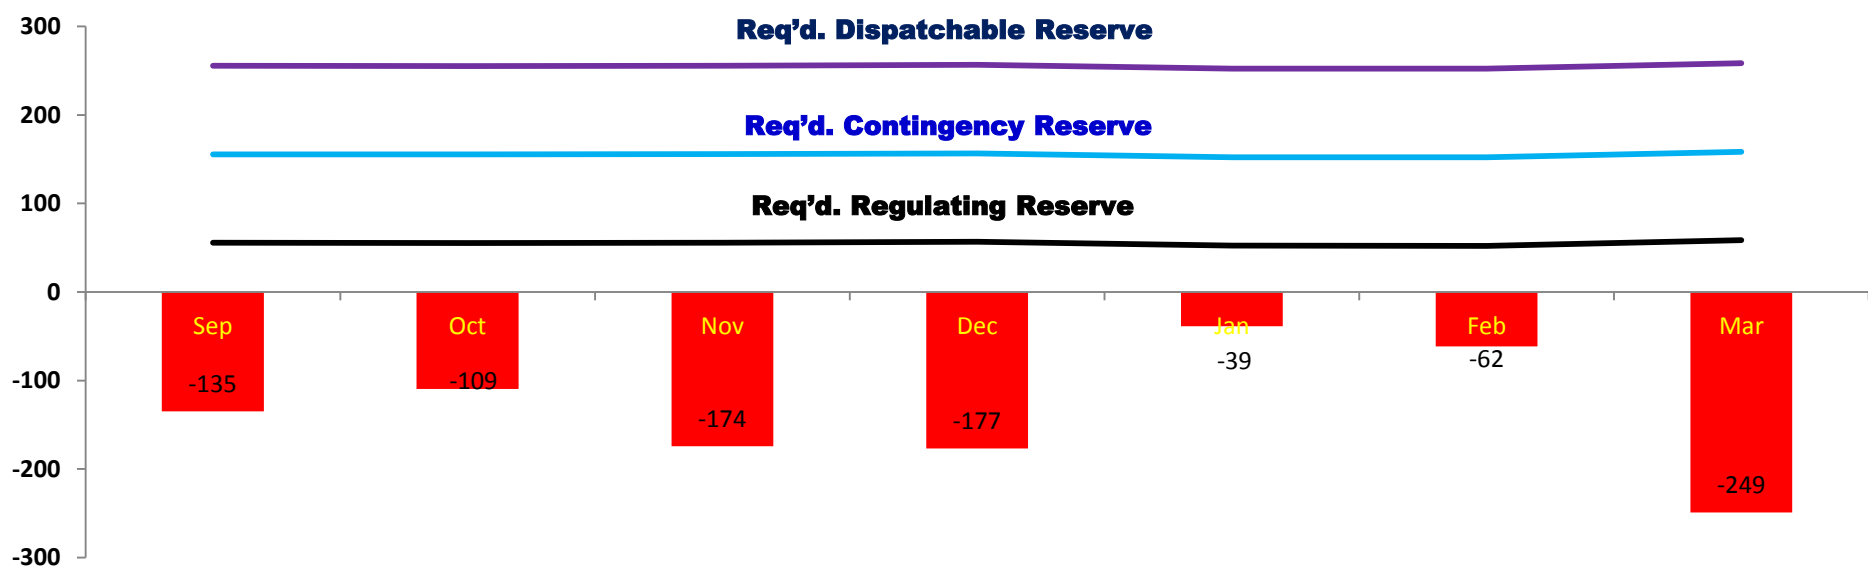 300
Req’d. Dispatchable Reserve
200
Req’d. Contingency Reserve
100
Req’d. Regulating Reserve
0
Sep Oct Nov Dec Jan Feb Mar
-39 -62
-100
-135 -109
-174 -177
-200
-249
-300